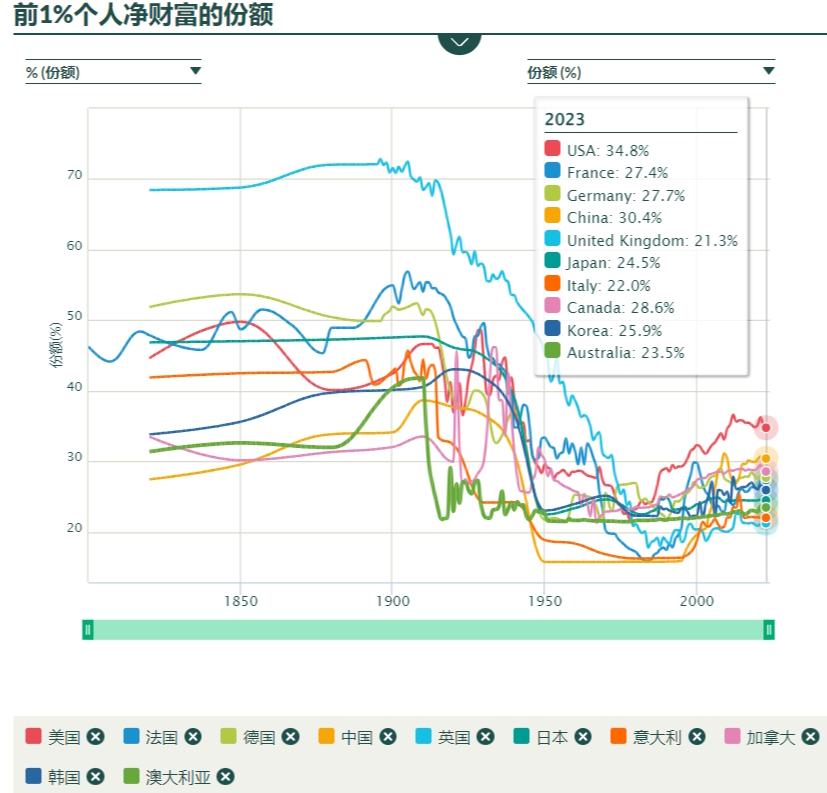 前1%个人净财富的份额
% (份额)
份额 (%)
2023
USA: 34.8%
France: 27.4%
Germany: 27.7%
China: 30.4%
United Kingdom: 21.3%
Japan: 24.5%
Italy: 22.0%
Canada: 28.6%
Korea: 25.9%
Australia: 23.5%
份额(%)
70
60
50
40
30
20
1850 1900 1950 2000
美国 法国 德国 中国 英国 日本 意大利 加拿大
韩国 澳大利亚